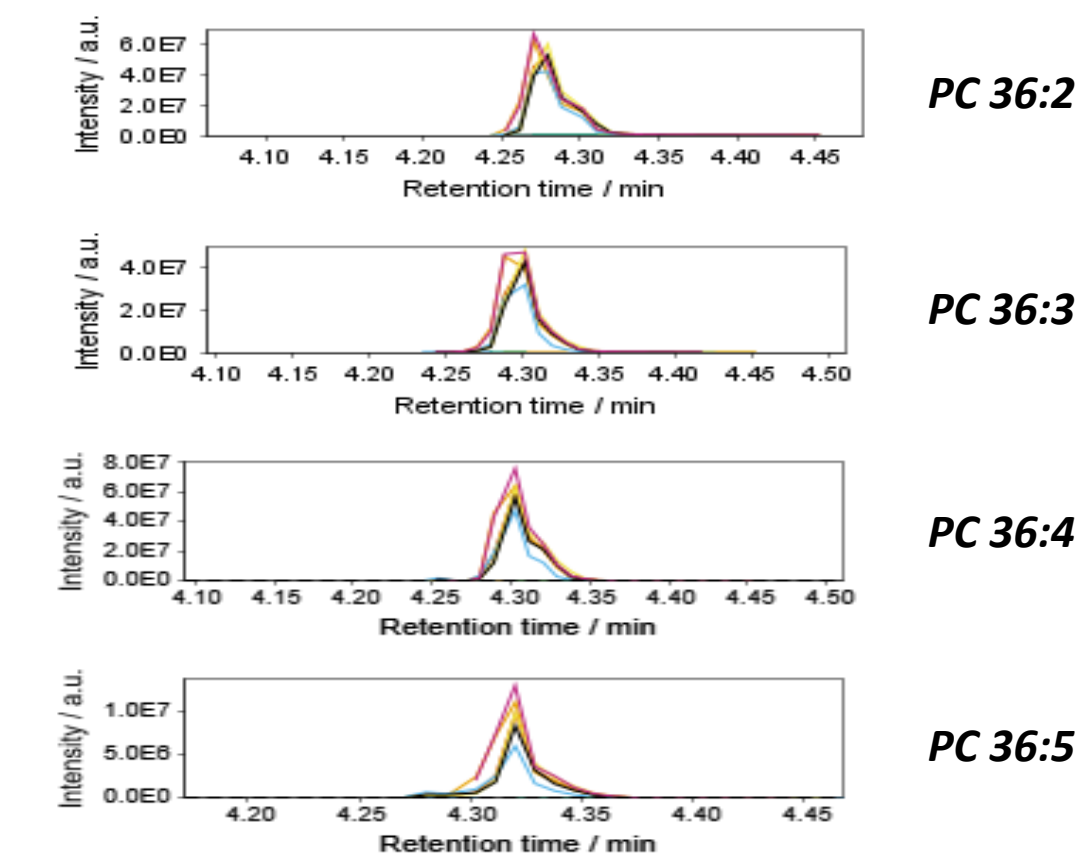 Intensity / a.u.
6.0E7
4.0E7
2.0E7
0.0E0
4.10 4.15 4.20 4.25 4.30 4.35 4.40 4.45
Retention time / min
PC 36:2
Intensity / a.u.
4.0E7
2.0E7
0.0E0
4.10 4.15 4.20 4.25 4.30 4.35 4.40 4.45 4.50
Retention time / min
PC 36:3
Intensity / a.u.
8.0E7
6.0E7
4.0E7
2.0E7
0.0E0
4.10 4.15 4.20 4.25 4.30 4.35 4.40 4.45 4.50
Retention time / min
PC 36:4
Intensity / a.u.
1.0E7
5.0E6
0.0E0
4.20 4.25 4.30 4.35 4.40 4.45
Retention time / min
PC 36:5